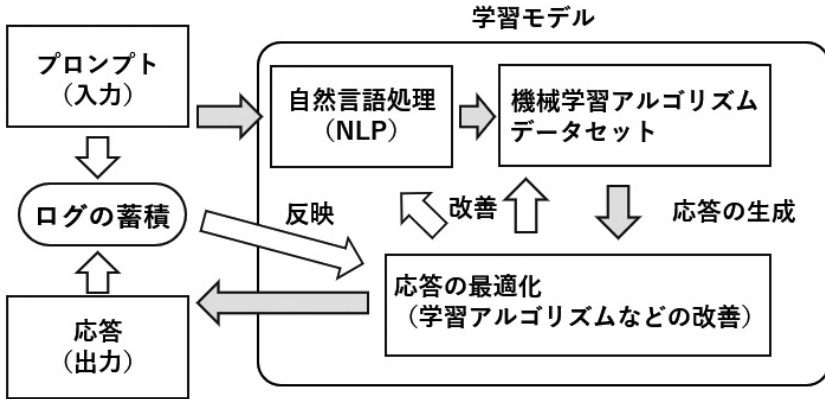 学習モデル
プロンプト
（入力）
自然言語処理
（NLP）
機械学習アルゴリズム
データセット
ログの蓄積
反映
改善
応答の生成
応答の最適化
（学習アルゴリズムなどの改善）
応答
（出力）